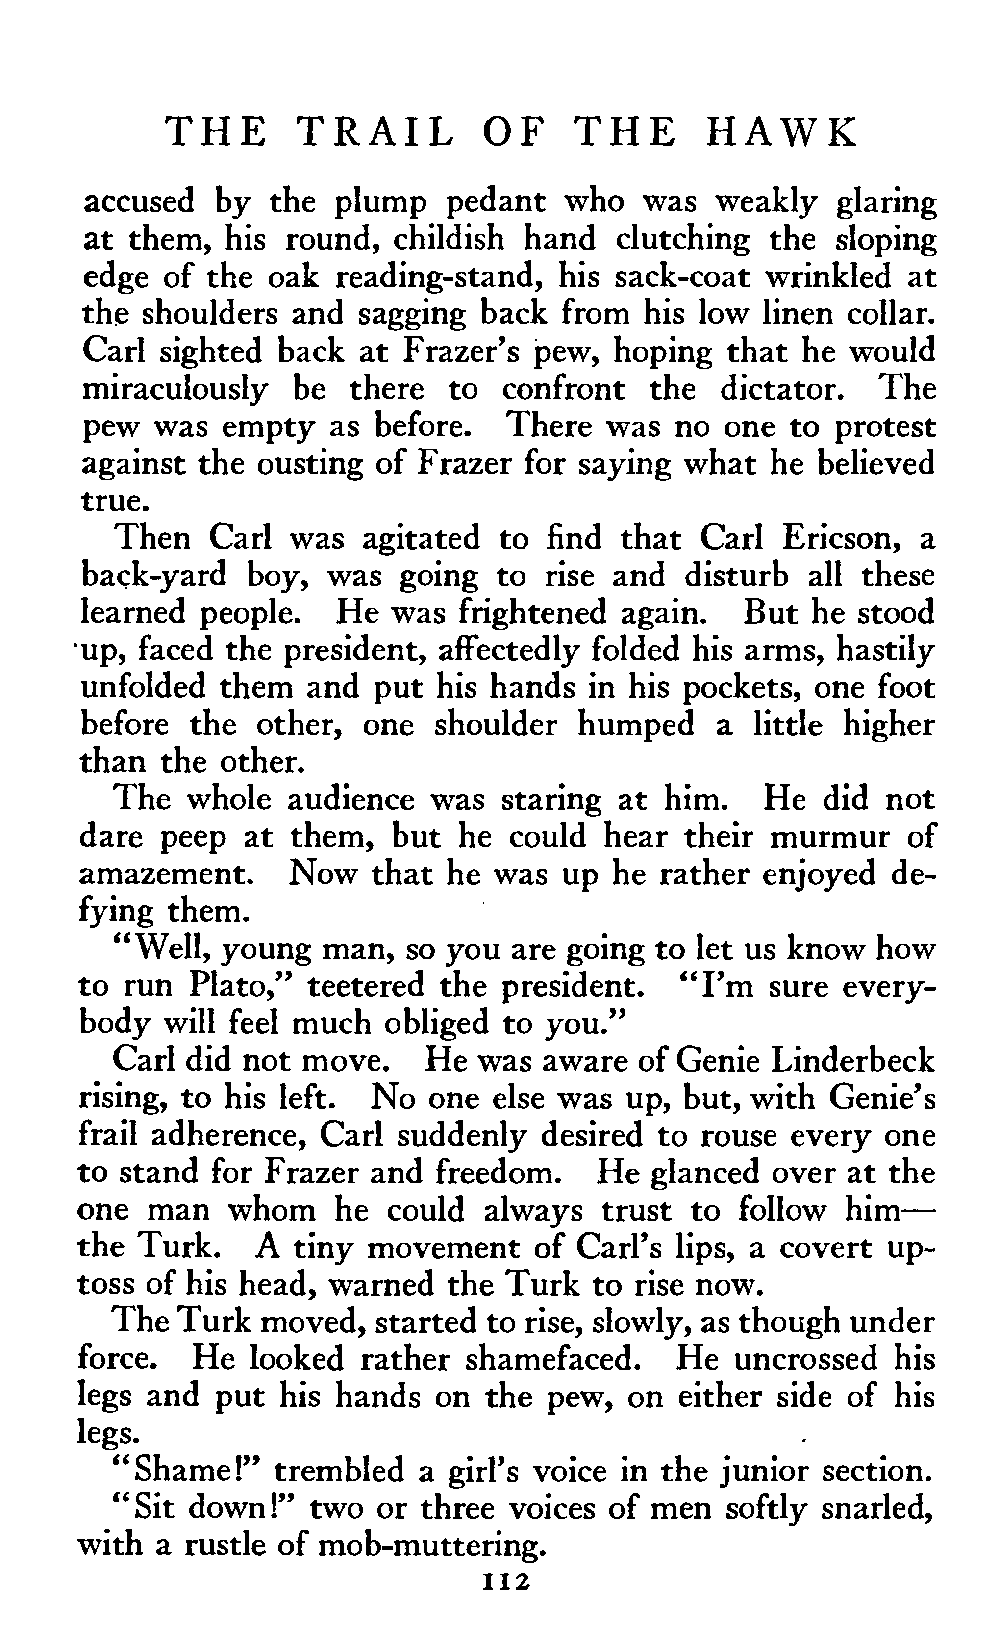 THE TRAIL OF THE HAWK
accused by the plump pedant who was weakly glaring
at them, his round, childish hand clutching the sloping
edge of the oak reading-stand, his sack-coat wrinkled at
the shoulders and sagging back from his low linen collar.
Carl sighted back at Frazer's pew, hoping that he would
miraculously be there to confront the dictator. The
pew was empty as before. There was no one to protest
against the ousting of Frazer for saying what he believed
true.
Then Carl was agitated to find that Carl Ericson, a
back-yard boy, was going to rise and disturb all these
learned people. He was frightened again. But he stood
up, faced the president, affectedly folded his arms, hastily
unfolded them and put his hands in his pockets, one foot
before the other, one shoulder humped a little higher
than the other.
The whole audience was staring at him. He did not
dare peep at them, but he could hear their murmur of
amazement. Now that he was up he rather enjoyed de-
fying them.
"Well, young man, so you are going to let us know how
to run Plato," teetered the president. "I'm sure every-
body will feel much obliged to you."
Carl did not move. He was aware of Genie Linderbeck
rising, to his left. No one else was up, but, with Genie's
frail adherence, Carl suddenly desired to rouse every one
to stand for Frazer and freedom. He glanced over at the
one man whom he could always trust to follow him—
the Turk. A tiny movement of Carl's lips, a covert up-
toss of his head, warned the Turk to rise now.
The Turk moved, started to rise, slowly, as though under
force. He looked rather shamefaced. He uncrossed his
legs and put his hands on the pew, on either side of his
legs.
"Shame!" trembled a girl's voice in the junior section.
"Sit down!" two or three voices of men softly snarled,
with a rustle of mob-muttering.
112